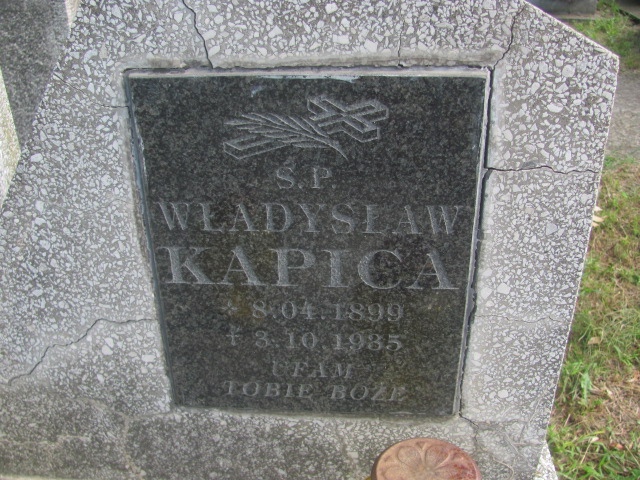 Ś.P.
WŁADYSŁAW
KAPICA
* 8.04.1899
† 3.10.1985
UFAM
TOBIE BOŻE